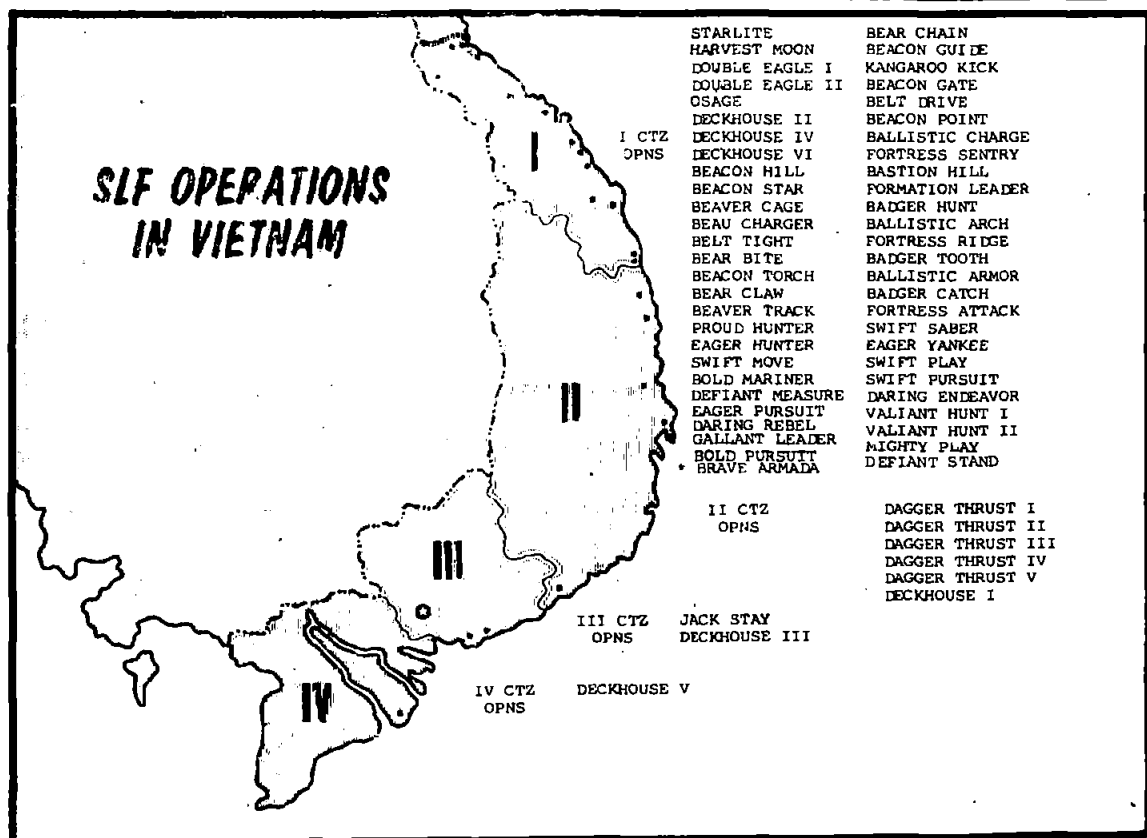 SLF OPERATIONS
IN VIETNAM
I
II
III
IV
I CTZ
OPNS
STARLITE BEAR CHAIN
HARVEST MOON BEACON GUIDE
DOUBLE EAGLE I KANGAROO KICK
DOUBLE EAGLE II BEACON GATE
OSAGE BELT DRIVE
DECKHOUSE II BEACON POINT
DECKHOUSE IV BALLISTIC CHARGE
DECKHOUSE VI FORTRESS SENTRY
BEACON HILL BASTION HILL
BEACON STAR FORMATION LEADER
BEAVER CAGE BADGER HUNT
BEAU CHARGER BALLISTIC ARCH
BELT TIGHT FORTRESS RIDGE
BEAR BITE BADGER TOOTH
BEACON TORCH BALLISTIC ARMOR
BEAR CLAW BADGER CATCH
BEAVER TRACK FORTRESS ATTACK
PROUD HUNTER SWIFT SABER
EAGER HUNTER EAGER YANKEE
SWIFT MOVE SWIFT PLAY
BOLD MARINER SWIFT PURSUIT
DEFIANT MEASURE DARING ENDEAVOR
EAGER PURSUIT VALIANT HUNT I
DARING REBEL VALIANT HUNT II
GALLANT LEADER MIGHTY PLAY
BOLD PURSUIT DEFIANT STAND
* BRAVE ARMADA
II CTZ
OPNS
DAGGER THRUST I
DAGGER THRUST II
DAGGER THRUST III
DAGGER THRUST IV
DAGGER THRUST V
DECKHOUSE I
III CTZ JACK STAY
OPNS DECKHOUSE III
IV CTZ DECKHOUSE V
OPNS